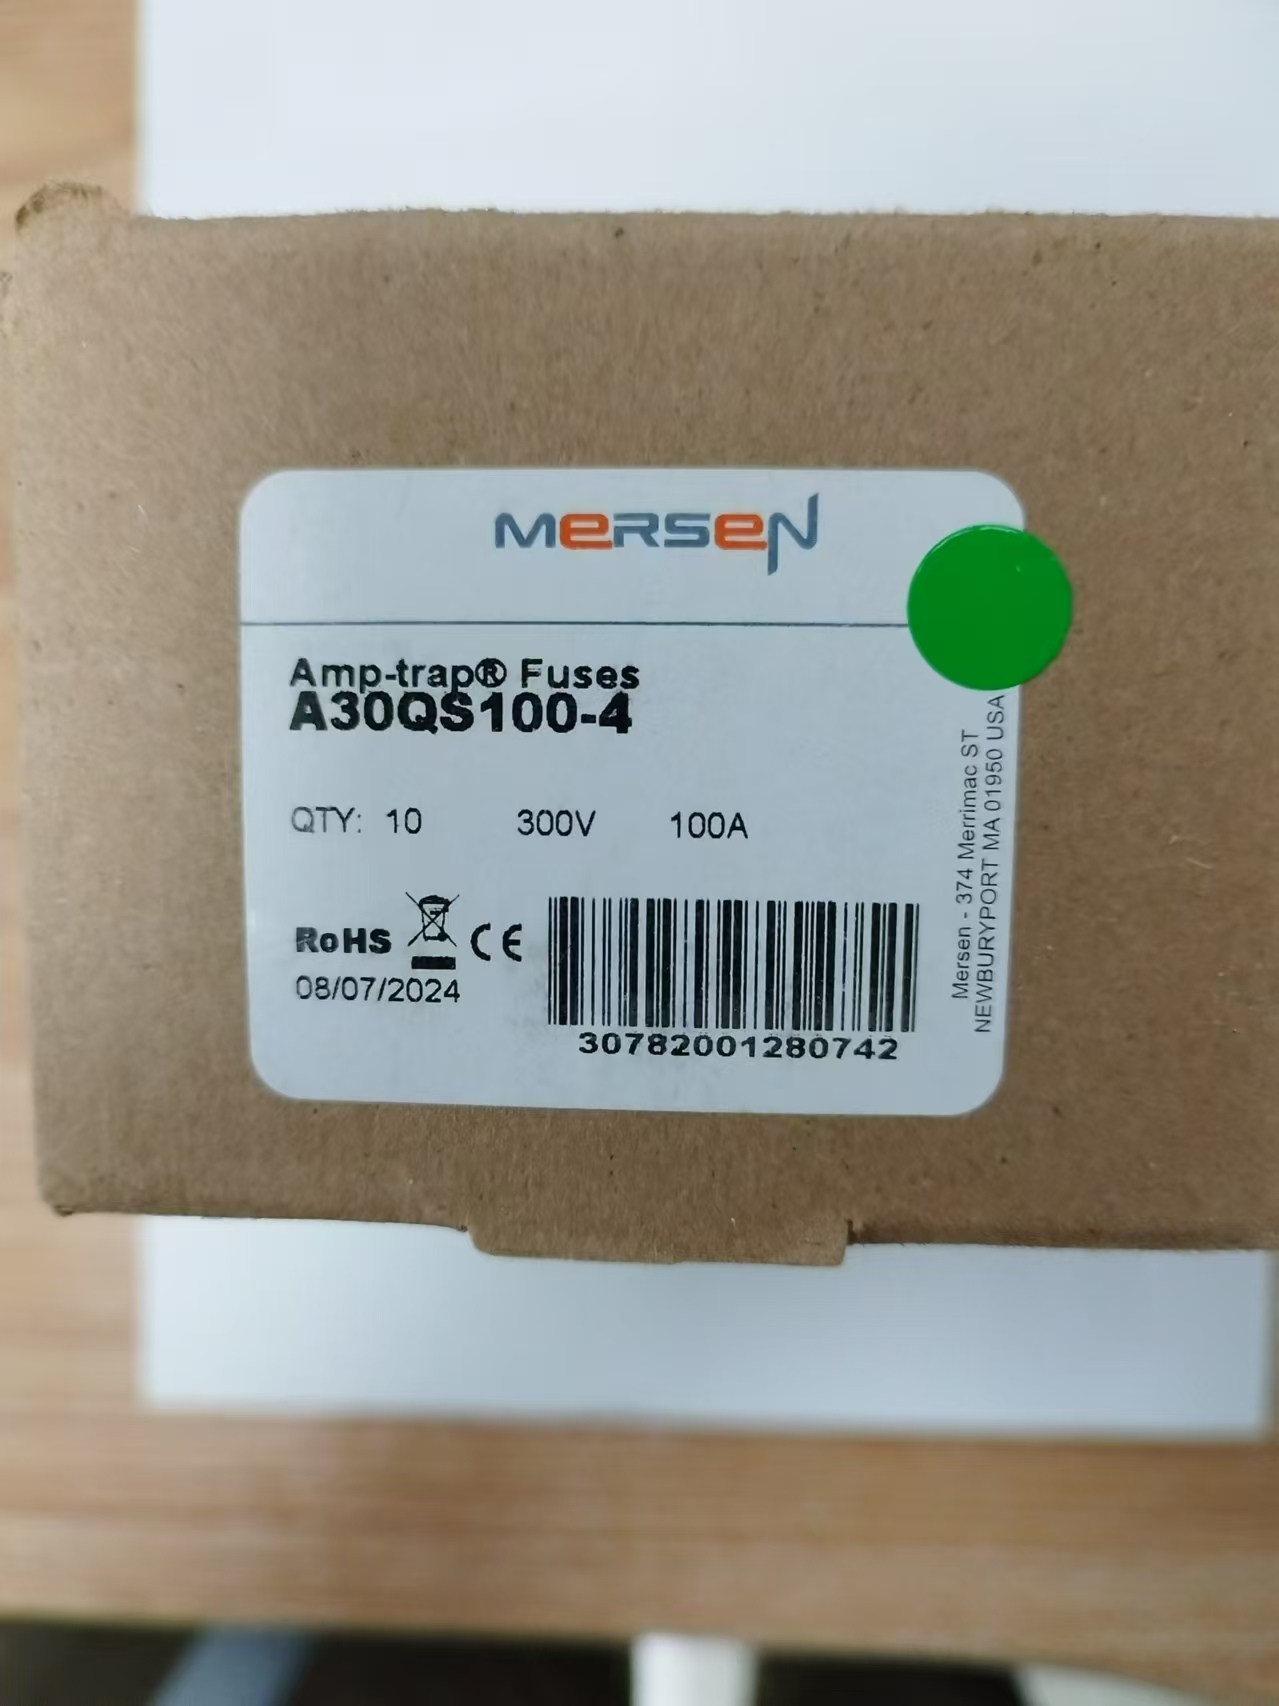 MERSEN
Amp-trap® Fuses
A30QS100-4
QTY: 10 300V 100A
RoHS CE
08/07/2024
30782001280742
Mersen - 374 Merrimac ST
NEWBURYPORT MA 01950 USA